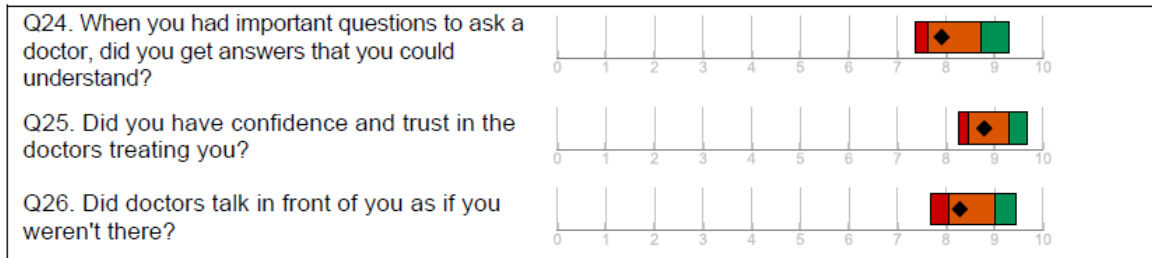 Q24. When you had important questions to ask a
doctor, did you get answers that you could
understand?
0 1 2 3 4 5 6 7 8 9 10
Q25. Did you have confidence and trust in the
doctors treating you?
0 1 2 3 4 5 6 7 8 9 10
Q26. Did doctors talk in front of you as if you
weren't there?
0 1 2 3 4 5 6 7 8 9 10